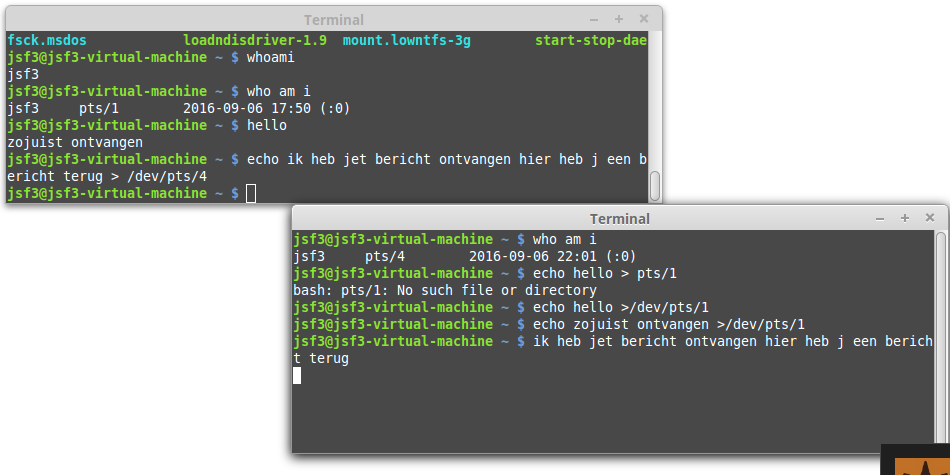 Terminal
fsck.msdos loadndisdriver-1.9 mount.lowntfs-3g start-stop-dae
jsf3@jsf3-virtual-machine ~ $ whoami
jsf3
jsf3@jsf3-virtual-machine ~ $ who am i
jsf3 pts/1 2016-09-06 17:50 (:0)
jsf3@jsf3-virtual-machine ~ $ hello
zojuist ontvangen
jsf3@jsf3-virtual-machine ~ $ echo ik heb jet bericht ontvangen hier heb j een b
ericht terug > /dev/pts/4
jsf3@jsf3-virtual-machine ~ $
Terminal
jsf3@jsf3-virtual-machine ~ $ who am i
jsf3 pts/4 2016-09-06 22:01 (:0)
jsf3@jsf3-virtual-machine ~ $ echo hello > pts/1
bash: pts/1: No such file or directory
jsf3@jsf3-virtual-machine ~ $ echo hello >/dev/pts/1
jsf3@jsf3-virtual-machine ~ $ echo zojuist ontvangen >/dev/pts/1
jsf3@jsf3-virtual-machine ~ $ ik heb jet bericht ontvangen hier heb j een berich
t terug